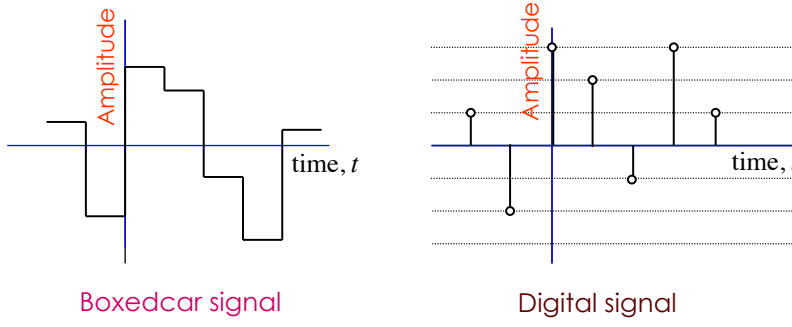 Amplitude
time, t
Boxedcar signal
Amplitude
time,
Digital signal